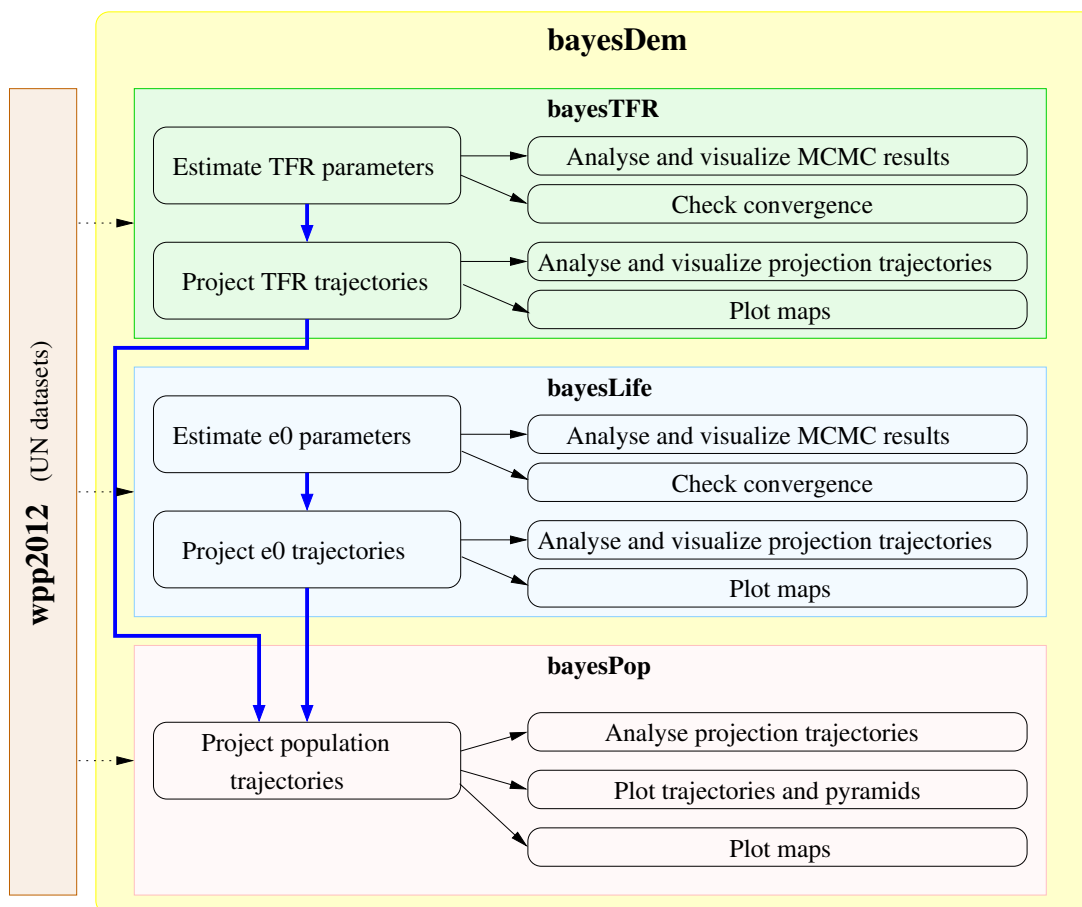 bayesDem
wpp2012 (UN datasets)
bayesTFR
Estimate TFR parameters
Analyse and visualize MCMC results
Check convergence
Project TFR trajectories
Analyse and visualize projection trajectories
Plot maps
bayesLife
Estimate e0 parameters
Analyse and visualize MCMC results
Check convergence
Project e0 trajectories
Analyse and visualize projection trajectories
Plot maps
bayesPop
Project population
trajectories
Analyse projection trajectories
Plot trajectories and pyramids
Plot maps